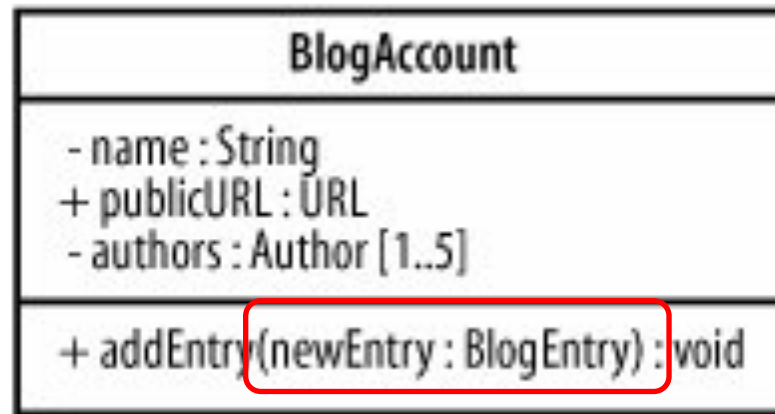 BlogAccount
- name : String
+ publicURL : URL
- authors : Author [1..5]
+ addEntry(newEntry : BlogEntry) : void